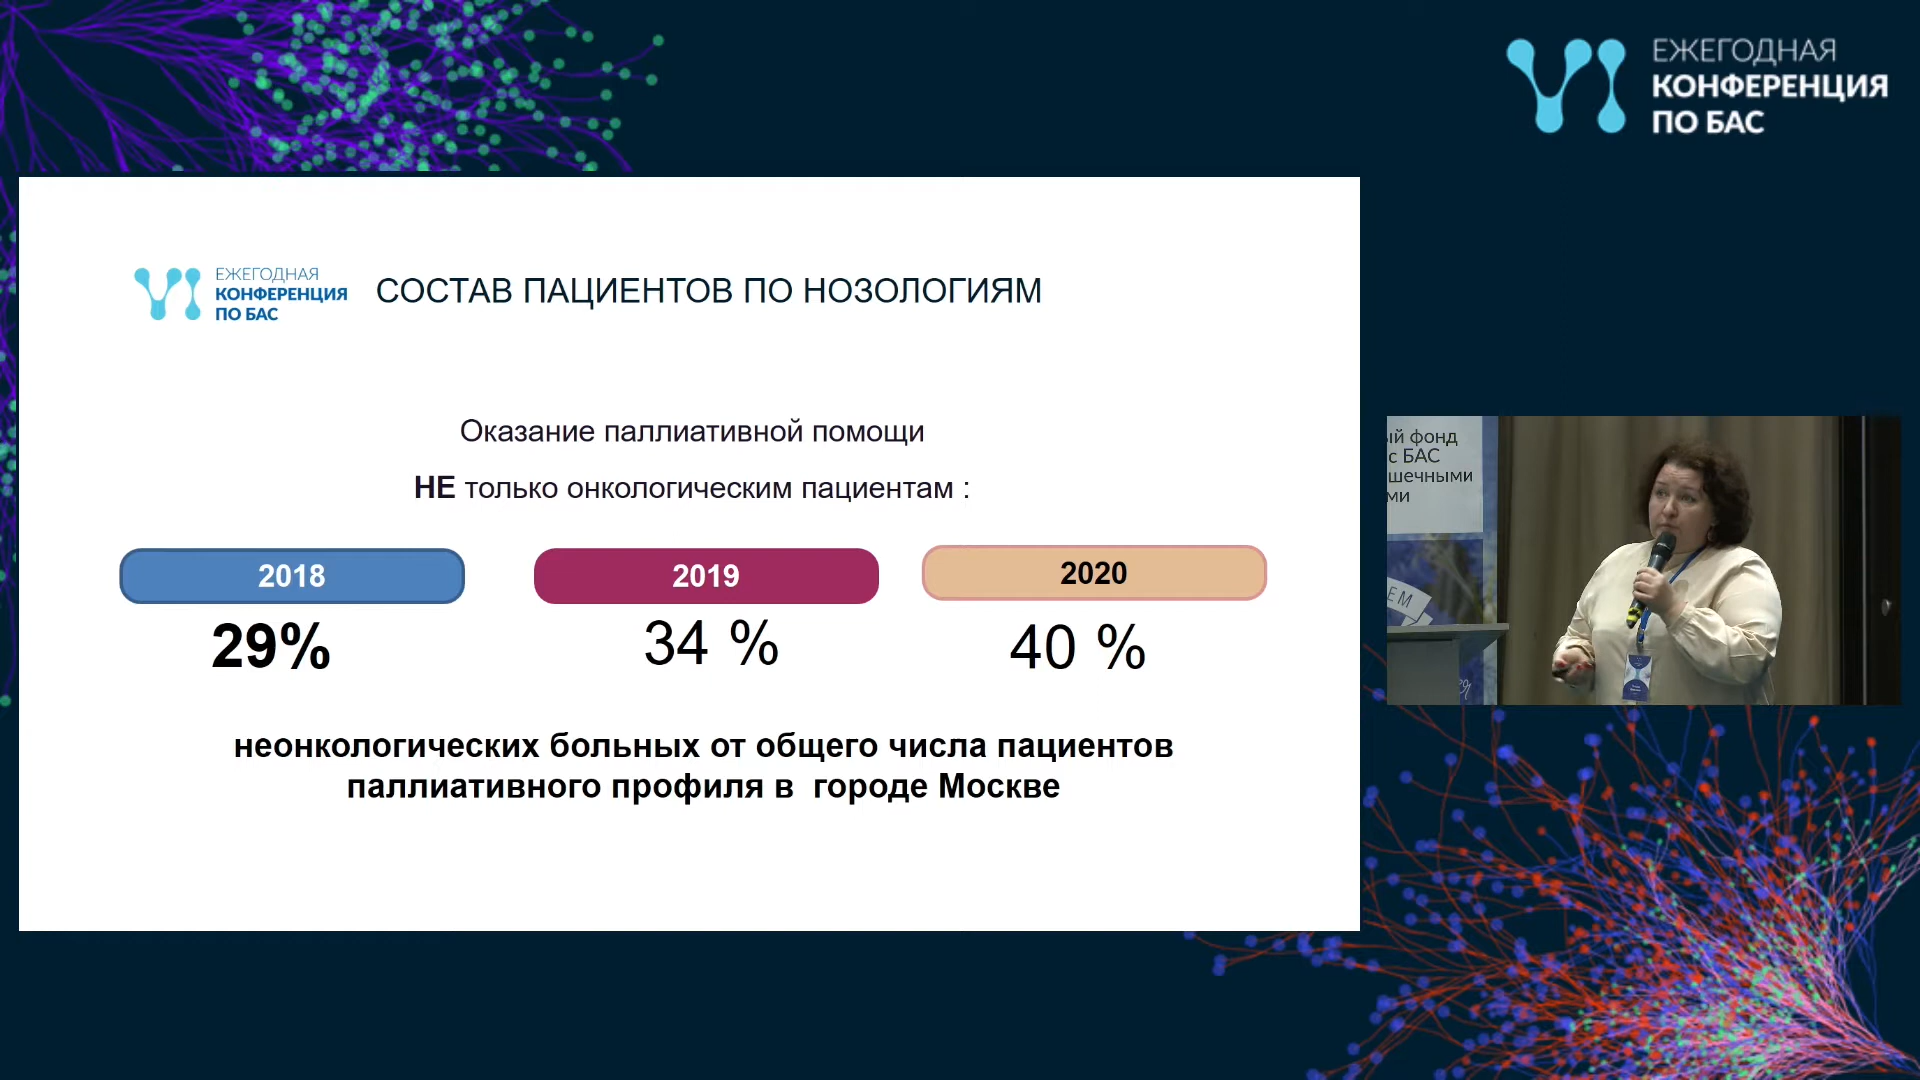 ЕЖЕГОДНАЯ
КОНФЕРЕНЦИЯ
ПО БАС
ЕЖЕГОДНАЯ
КОНФЕРЕНЦИЯ
ПО БАС
СОСТАВ ПАЦИЕНТОВ ПО НОЗОЛОГИЯМ
Оказание паллиативной помощи
НЕ только онкологическим пациентам :
2018
2019
2020
29%
34 %
40 %
неонкологических больных от общего числа пациентов
паллиативного профиля в городе Москве
ый фонд
с БАС
шечными
ми
ЕМ